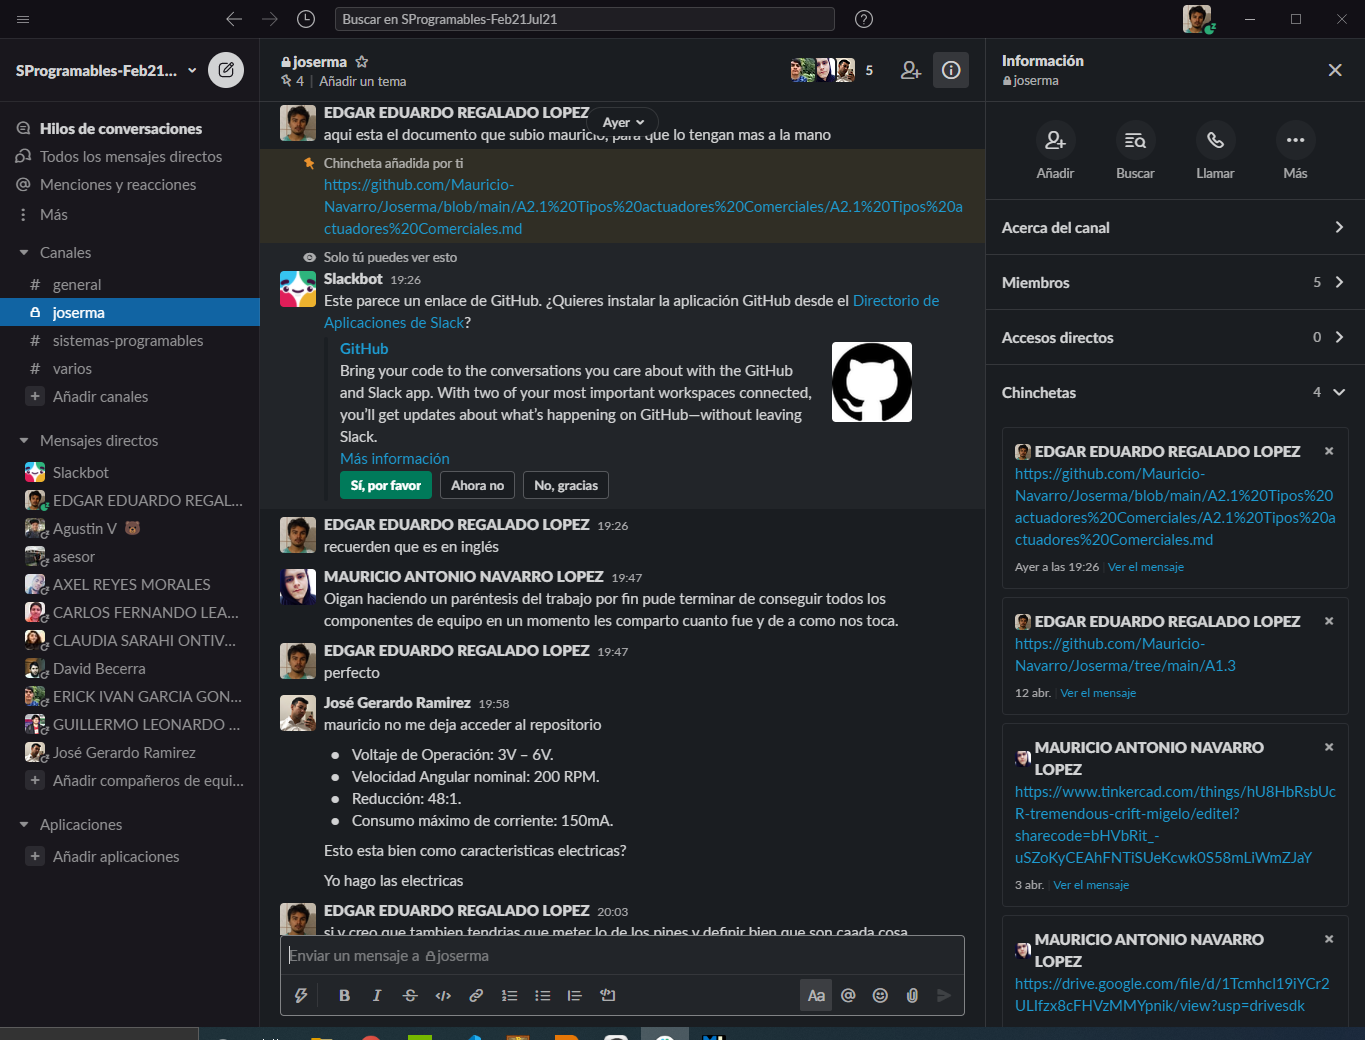 Buscar en SProgramables-Feb21Jul21
SProgramables-Feb21...
Hilos de conversaciones
Todos los mensajes directos
Menciones y reacciones
Más
Canales
# general
joserma
# sistemas-programables
# varios
+ Añadir canales
Mensajes directos
Slackbot
EDGAR EDUARDO REGAL...
Agustin V
asesor
AXEL REYES MORALES
CARLOS FERNANDO LEA...
CLAUDIA SARAHI ONTIV...
David Becerra
ERICK IVAN GARCIA GON...
GUILLERMO LEONARDO ...
José Gerardo Ramirez
+ Añadir compañeros de equi...
Aplicaciones
+ Añadir aplicaciones
joserma
4 | Añadir un tema
5
EDGAR EDUARDO REGALADO LOPEZ
Ayer
aqui esta el documento que subio mauricio, para que lo tengan mas a la mano
Chincheta añadida por ti
https://github.com/Mauricio-
Navarro/Joserma/blob/main/A2.1%20Tipos%20actuadores%20Comerciales/A2.1%20Tipos%20a
ctuadores%20Comerciales.md
Solo tú puedes ver esto
Slackbot 19:26
Este parece un enlace de GitHub. ¿Quieres instalar la aplicación GitHub desde el Directorio de
Aplicaciones de Slack?
GitHub
Bring your code to the conversations you care about with the GitHub
and Slack app. With two of your most important workspaces connected,
you'll get updates about what's happening on GitHub—without leaving
Slack.
Más información
Sí, por favor
Ahora no
No, gracias
EDGAR EDUARDO REGALADO LOPEZ 19:26
recuerden que es en inglés
MAURICIO ANTONIO NAVARRO LOPEZ 19:47
Oigan haciendo un paréntesis del trabajo por fin pude terminar de conseguir todos los
componentes de equipo en un momento les comparto cuanto fue y de a como nos toca.
EDGAR EDUARDO REGALADO LOPEZ 19:47
perfecto
José Gerardo Ramirez 19:58
mauricio no me deja acceder al repositorio
● Voltaje de Operación: 3V – 6V.
● Velocidad Angular nominal: 200 RPM.
● Reducción: 48:1.
● Consumo máximo de corriente: 150mA.
Esto esta bien como caracteristicas electricas?
Yo hago las electricas
EDGAR EDUARDO REGALADO LOPEZ 20:03
si y creo que tambien tendrias que meter lo de los pines y definir bien que son caada cosa
Enviar un mensaje a joserma
B I S </>
Aa @
Información
joserma
Añadir
Buscar
Llamar
Más
Acerca del canal
Miembros 5
Accesos directos 0
Chinchetas 4
EDGAR EDUARDO REGALADO LOPEZ
https://github.com/Mauricio-
Navarro/Joserma/blob/main/A2.1%20Tipos%20
actuadores%20Comerciales/A2.1%20Tipos%20a
ctuadores%20Comerciales.md
Ayer a las 19:26 | Ver el mensaje
EDGAR EDUARDO REGALADO LOPEZ
https://github.com/Mauricio-
Navarro/Joserma/tree/main/A1.3
12 abr. | Ver el mensaje
MAURICIO ANTONIO NAVARRO
LOPEZ
https://www.tinkercad.com/things/hU8HbRsbUc
R-tremendous-crift-migelo/editel?
sharecode=bHVbRit_-
uSZoKyCEAhFNTiSUeKcwk0S58mLiWmZJaY
3 abr. | Ver el mensaje
MAURICIO ANTONIO NAVARRO
LOPEZ
https://drive.google.com/file/d/1Tcmhcl19iYCr2
ULlfzx8cFHVzMMYpnik/view?usp=drivesdk